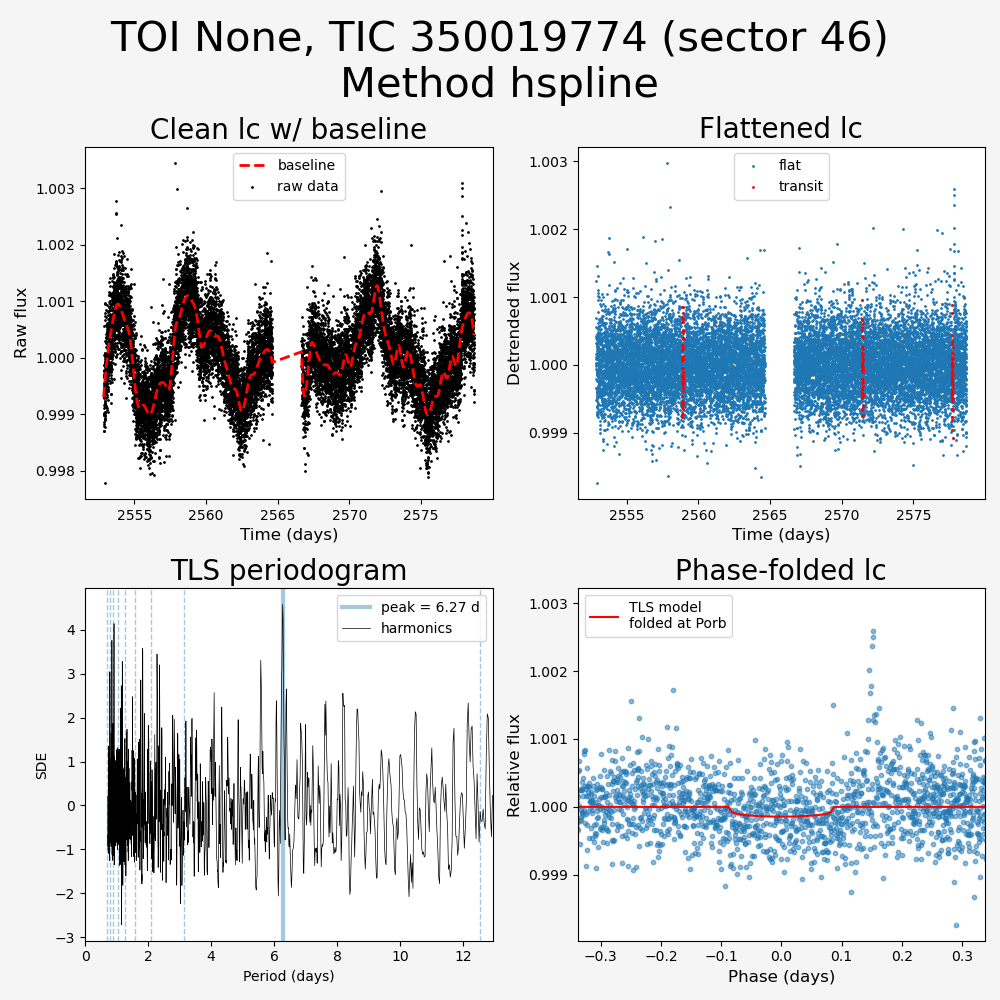 TOI None, TIC 350019774 (sector 46)
Method hspline
Clean lc w/ baseline
baseline
raw data
1.003
1.002
1.001
1.000
0.999
0.998
Raw flux
2555
2560
2565
2570
2575
Time (days)
Flattened lc
flat
transit
1.003
1.002
1.001
1.000
0.999
Detrended flux
2555
2560
2565
2570
2575
Time (days)
TLS periodogram
peak = 6.27 d
harmonics
4
3
2
1
0
−1
−2
−3
SDE
0
2
4
6
8
10
12
Period (days)
Phase-folded lc
TLS model
folded at Porb
1.003
1.002
1.001
1.000
0.999
Relative flux
−0.3
−0.2
−0.1
0.0
0.1
0.2
0.3
Phase (days)